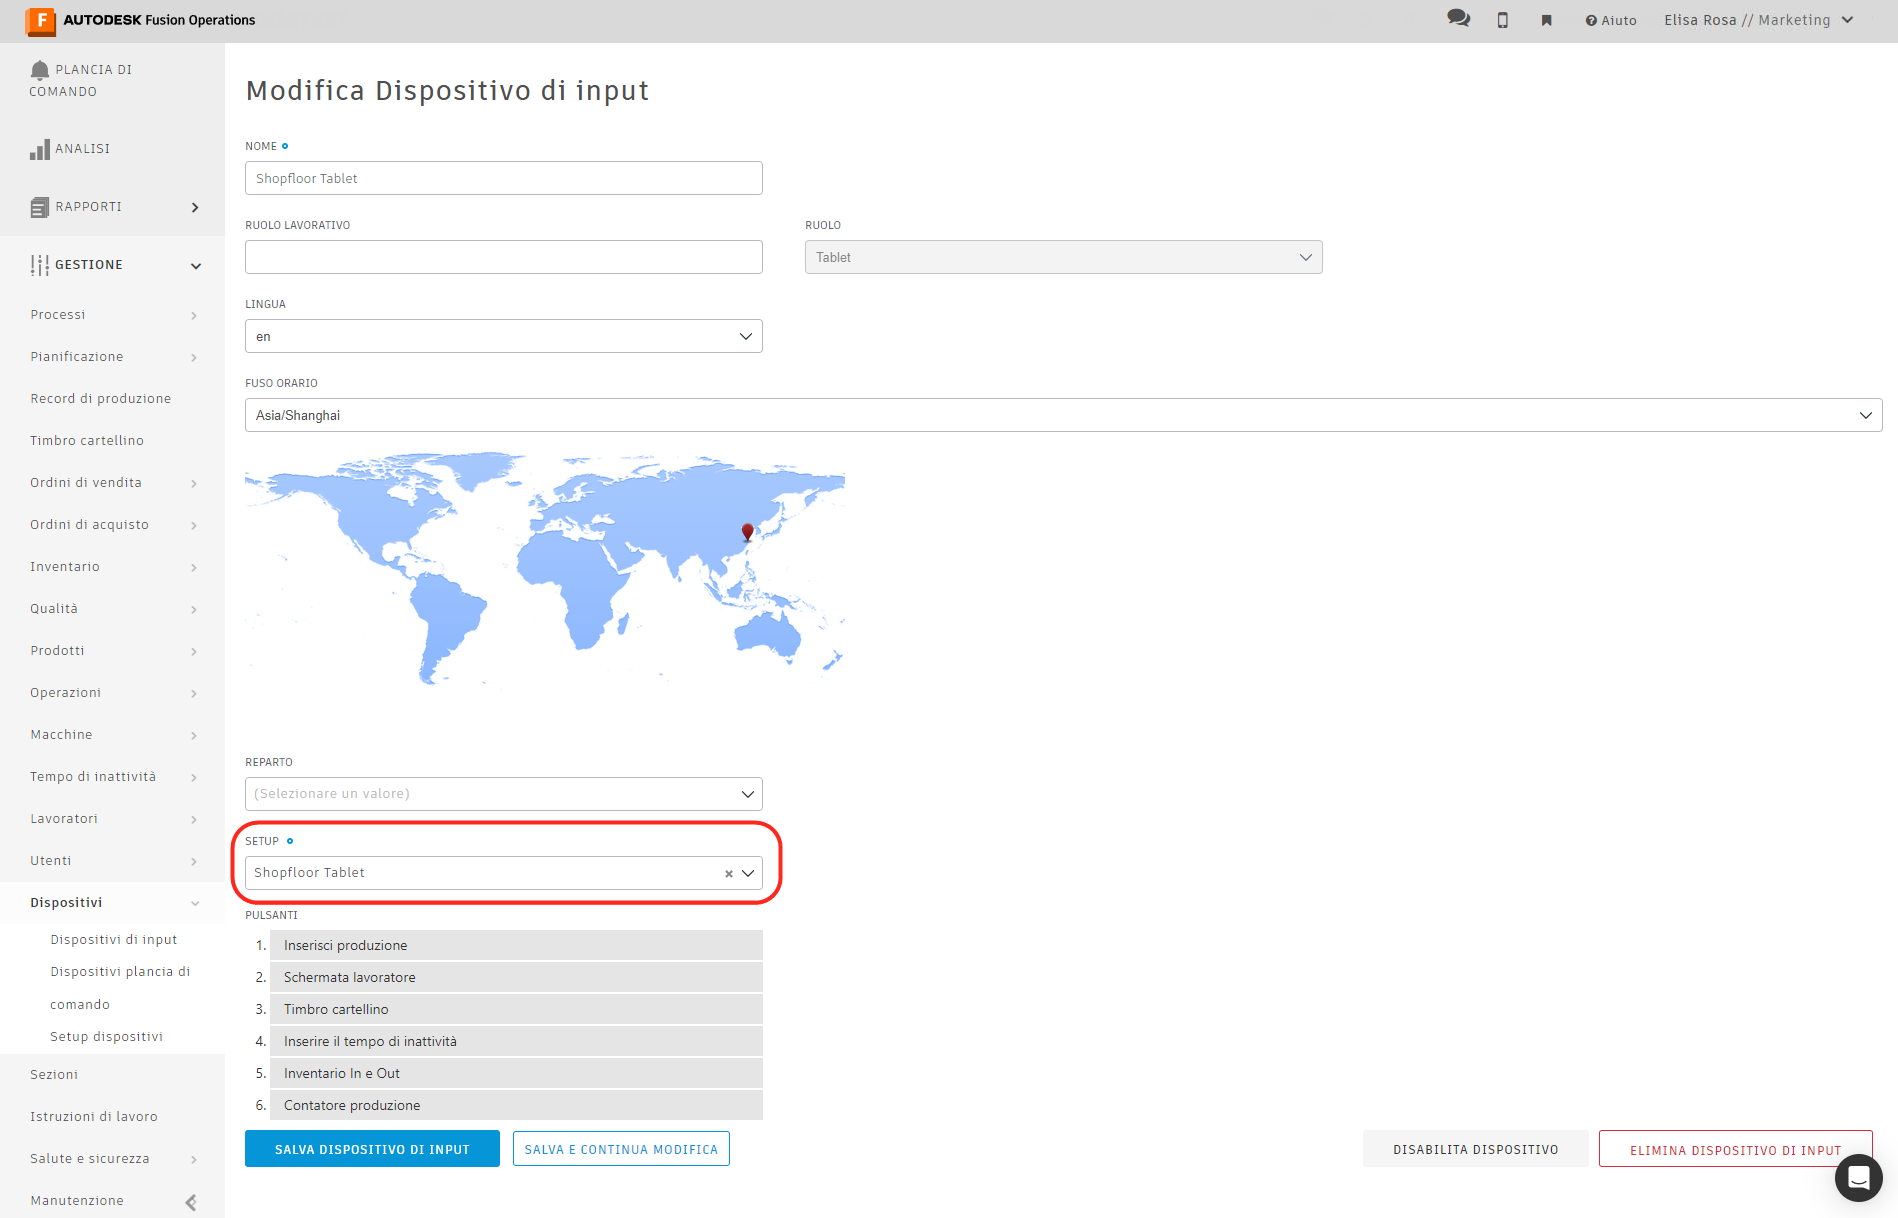 AUTODESK Fusion Operations
Aiuto
Elisa Rosa // Marketing
PLANCIA DI
COMANDO
ANALISI
RAPPORTI
GESTIONE
Processi
Pianificazione
Record di produzione
Timbro cartellino
Ordini di vendita
Ordini di acquisto
Inventario
Qualità
Prodotti
Operazioni
Macchine
Tempo di inattività
Lavoratori
Utenti
Dispositivi
Dispositivi di input
Dispositivi plancia di
comando
Setup dispositivi
Sezioni
Istruzioni di lavoro
Salute e sicurezza
Manutenzione
Modifica Dispositivo di input
NOME
Shopfloor Tablet
RUOLO LAVORATIVO
RUOLO
Tablet
LINGUA
en
FUSO ORARIO
Asia/Shanghai
REPARTO
(Selezionare un valore)
SETUP
Shopfloor Tablet
PULSANTI
1. Inserisci produzione
2. Schermata lavoratore
3. Timbro cartellino
4. Inserire il tempo di inattività
5. Inventario In e Out
6. Contatore produzione
SALVA DISPOSITIVO DI INPUT
SALVA E CONTINUA MODIFICA
DISABILITA DISPOSITIVO
ELIMINA DISPOSITIVO DI INPUT